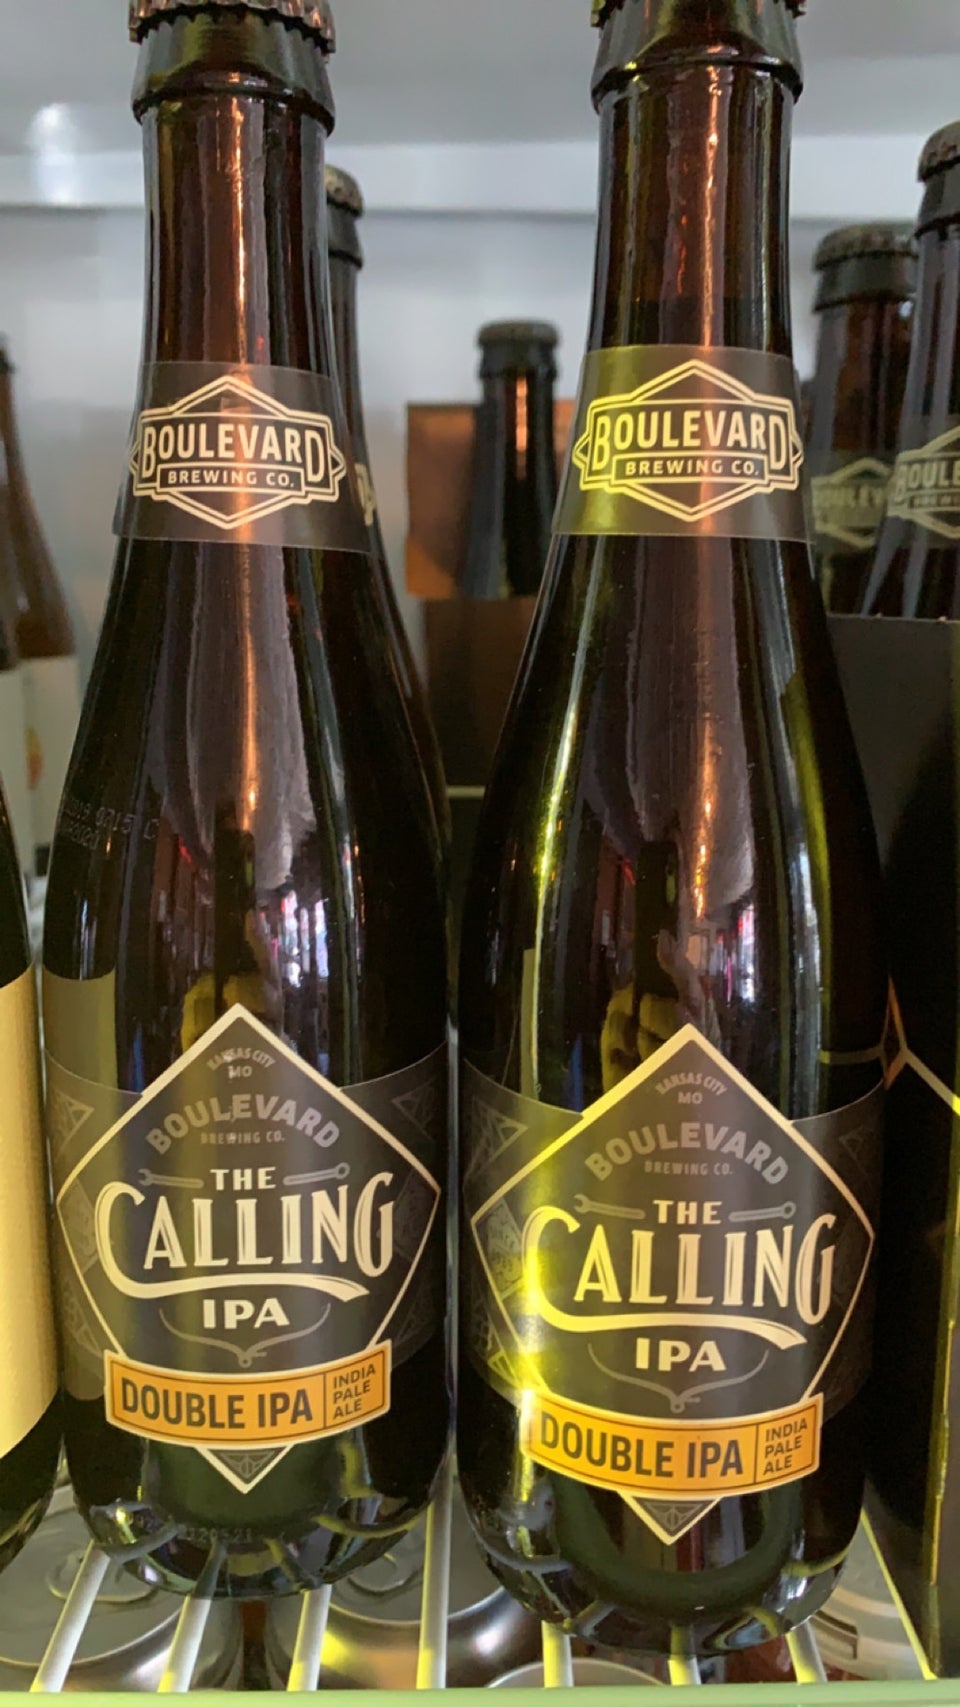 BOULEVARD
BREWING CO.
KANSAS CITY
MO
BOULEVARD
BREWING CO.
THE
CALLING
IPA
DOUBLE IPA
INDIA
PALE
ALE
BOULEVARD
BREWING CO.
KANSAS CITY
MO
BOULEVARD
BREWING CO.
THE
CALLING
IPA
DOUBLE IPA
INDIA
PALE
ALE